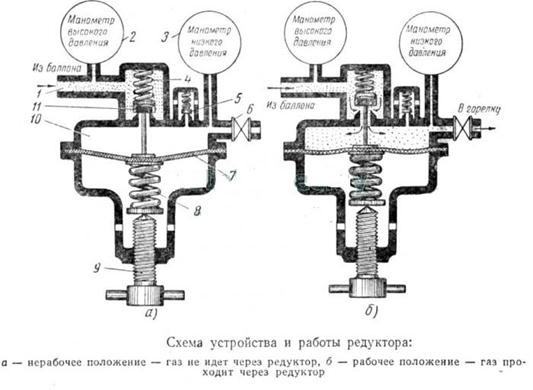 Манометр высокого давления
2
3
Манометр низкого давления
Манометр высокого давления
Манометр низкого давления
Из баллона
1
11
10
4
5
6
7
8
9
а)
Из баллона
В горелку
б)
Схема устройства и работы редуктора:
а — нерабочее положение — газ не идет через редуктор, б — рабочее положение — газ про-
ходит через редуктор